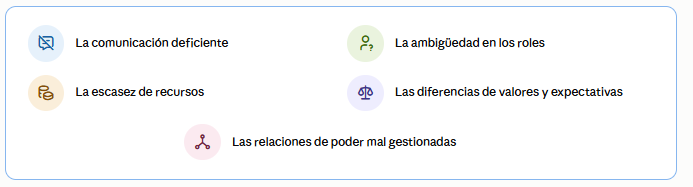 La comunicación deficiente
La ambigüedad en los roles
La escasez de recursos
Las diferencias de valores y expectativas
Las relaciones de poder mal gestionadas